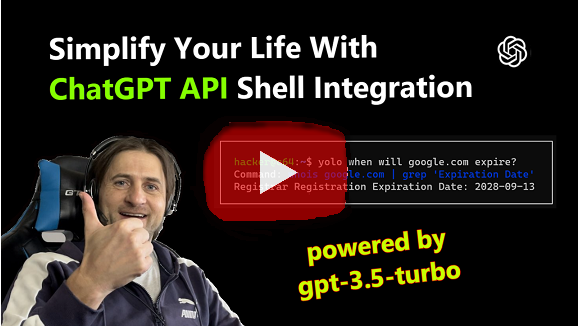 Simplify Your Life With
ChatGPT API Shell Integration
$ yolo when will google.com expire?
Command: google.com | grep 'Expiration Date'
Registrar Registration Expiration Date: 2028-09-13
powered by
gpt-3.5-turbo
PUMA